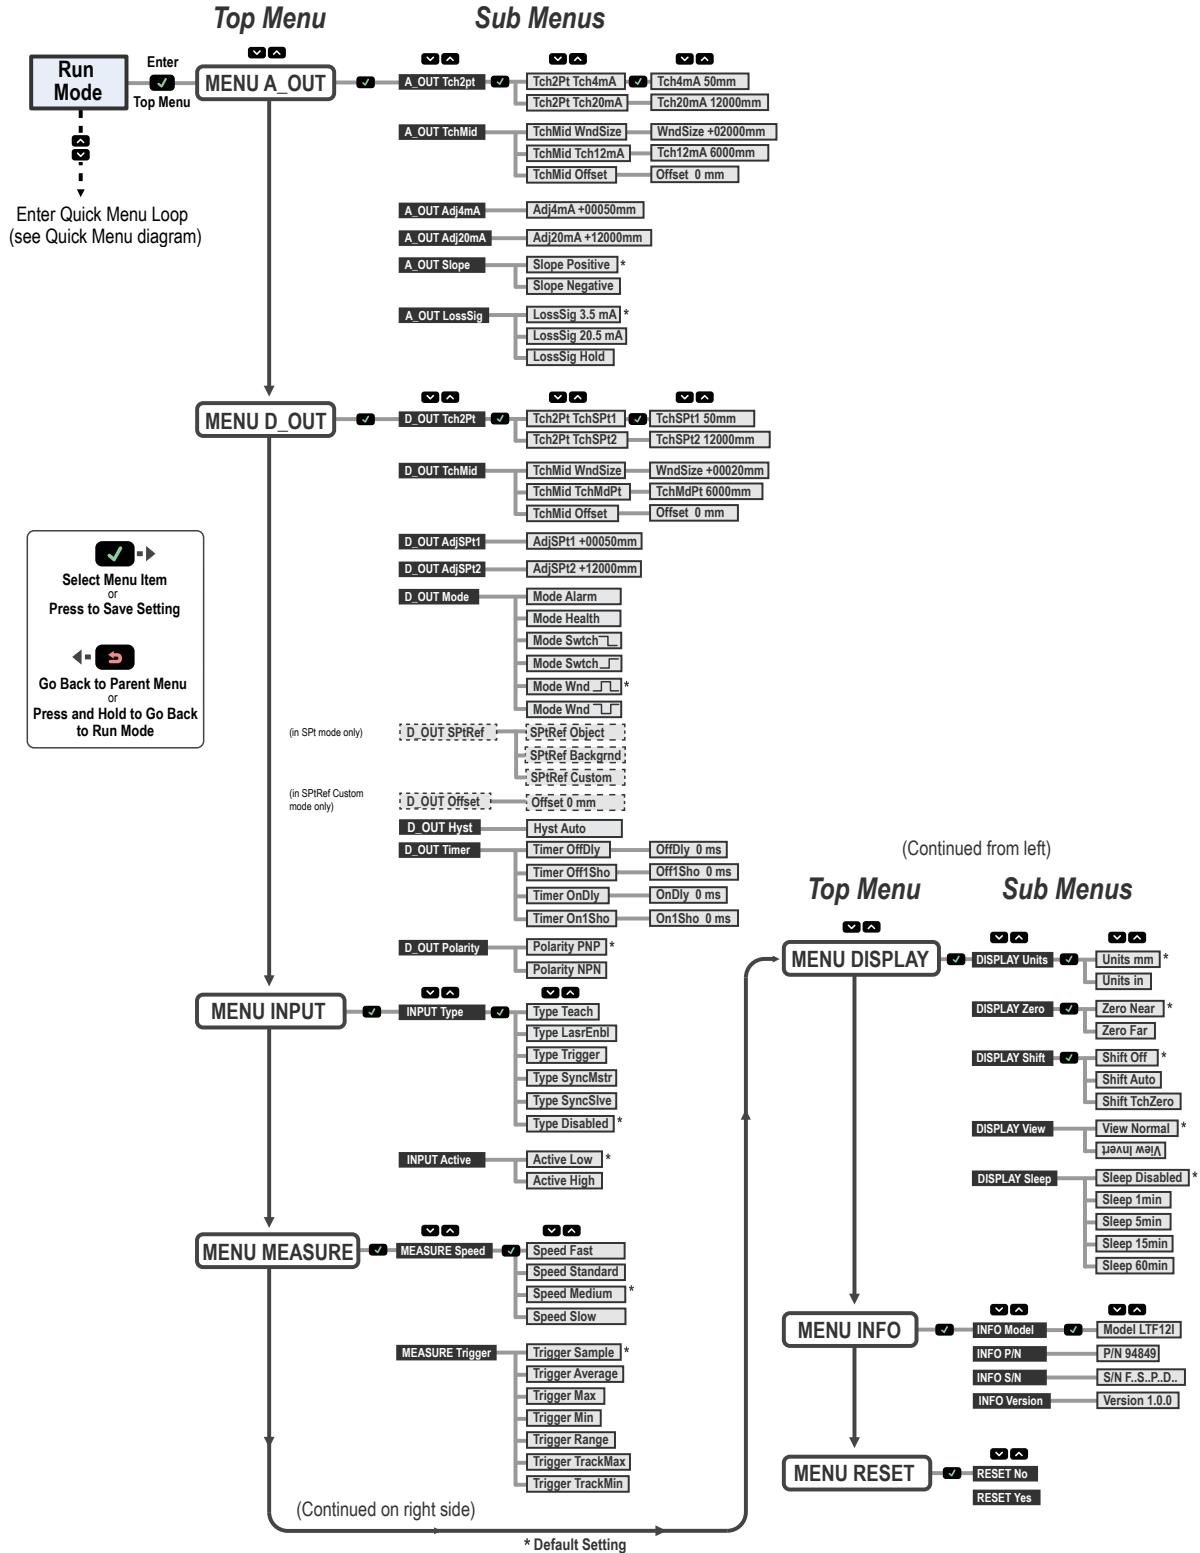 Top Menu
Sub Menus
Run Mode
Enter
Top Menu
Enter Quick Menu Loop
(see Quick Menu diagram)
MENU A_OUT
A_OUT Tch2pt
Tch2Pt Tch4mA
Tch4mA 50mm
Tch2Pt Tch20mA
Tch20mA 12000mm
A_OUT TchMid
TchMid WndSize
WndSize +02000mm
TchMid Tch12mA
Tch12mA 6000mm
TchMid Offset
Offset 0 mm
A_OUT Adj4mA
Adj4mA +00050mm
A_OUT Adj20mA
Adj20mA +12000mm
A_OUT Slope
Slope Positive *
Slope Negative
A_OUT LossSig
LossSig 3.5 mA *
LossSig 20.5 mA
LossSig Hold
MENU D_OUT
D_OUT Tch2Pt
Tch2Pt TchSPt1
TchSPt1 50mm
Tch2Pt TchSPt2
TchSPt2 12000mm
D_OUT TchMid
TchMid WndSize
WndSize +00020mm
TchMid TchMdPt
TchMdPt 6000mm
TchMid Offset
Offset 0 mm
D_OUT AdjSPt1
AdjSPt1 +00050mm
D_OUT AdjSPt2
AdjSPt2 +12000mm
D_OUT Mode
Mode Alarm
Mode Health
Mode Swtch
Mode Swtch
Mode Wnd *
Mode Wnd
(in SPt mode only)
D_OUT SPtRef
SPtRef Object
SPtRef Backgrnd
SPtRef Custom
(in SPtRef Custom
mode only)
D_OUT Offset
Offset 0 mm
D_OUT Hyst
Hyst Auto
D_OUT Timer
Timer OffDly
OffDly 0 ms
Timer Off1Sho
Off1Sho 0 ms
Timer OnDly
OnDly 0 ms
Timer On1Sho
On1Sho 0 ms
D_OUT Polarity
Polarity PNP *
Polarity NPN
Select Menu Item
or
Press to Save Setting
Go Back to Parent Menu
or
Press and Hold to Go Back
to Run Mode
MENU INPUT
INPUT Type
Type Teach
Type LasrEnbl
Type Trigger
Type SyncMstr
Type SyncSlve
Type Disabled *
INPUT Active
Active Low *
Active High
MENU MEASURE
MEASURE Speed
Speed Fast
Speed Standard
Speed Medium *
Speed Slow
MEASURE Trigger
Trigger Sample *
Trigger Average
Trigger Max
Trigger Min
Trigger Range
Trigger TrackMax
Trigger TrackMin
(Continued on right side)
* Default Setting
(Continued from left)
Top Menu
Sub Menus
MENU DISPLAY
DISPLAY Units
Units mm *
Units in
DISPLAY Zero
Zero Near *
Zero Far
DISPLAY Shift
Shift Off *
Shift Auto
Shift TchZero
DISPLAY View
View Normal *
View Invert
DISPLAY Sleep
Sleep Disabled *
Sleep 1min
Sleep 5min
Sleep 15min
Sleep 60min
MENU INFO
INFO Model
Model LTF12I
INFO P/N
P/N 94849
INFO S/N
S/N F..S..P..D..
INFO Version
Version 1.0.0
MENU RESET
RESET No
RESET Yes